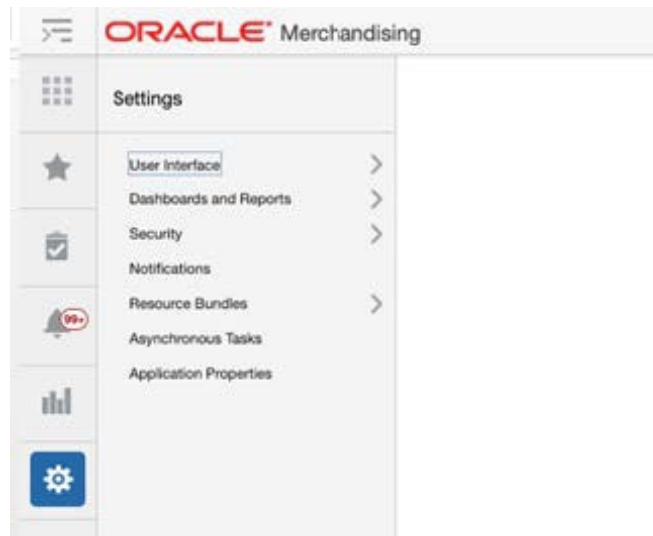 ORACLE® Merchandising
Settings
User Interface
Dashboards and Reports
Security
Notifications
99+
Resource Bundles
Asynchronous Tasks
Application Properties